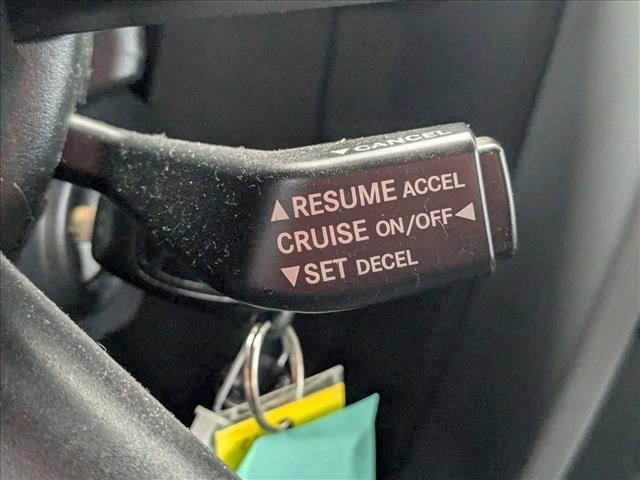 ▼CANCEL
▲RESUME ACCEL
CRUISE ON/OFF◀
▼SET DECEL